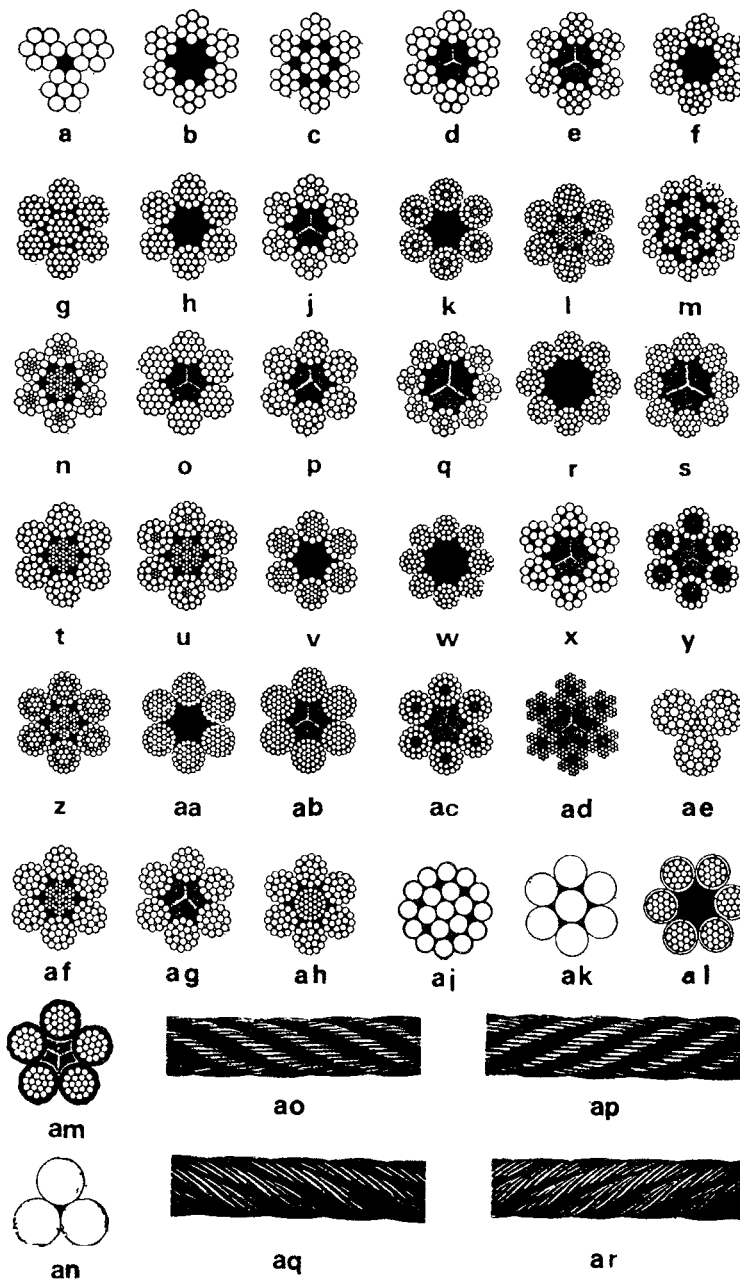 a b c d e f
g h j k l m
n o p q r s
t u v w x y
z aa ab ac ad ae
af ag ah aj ak al
am ao ap
an aq ar